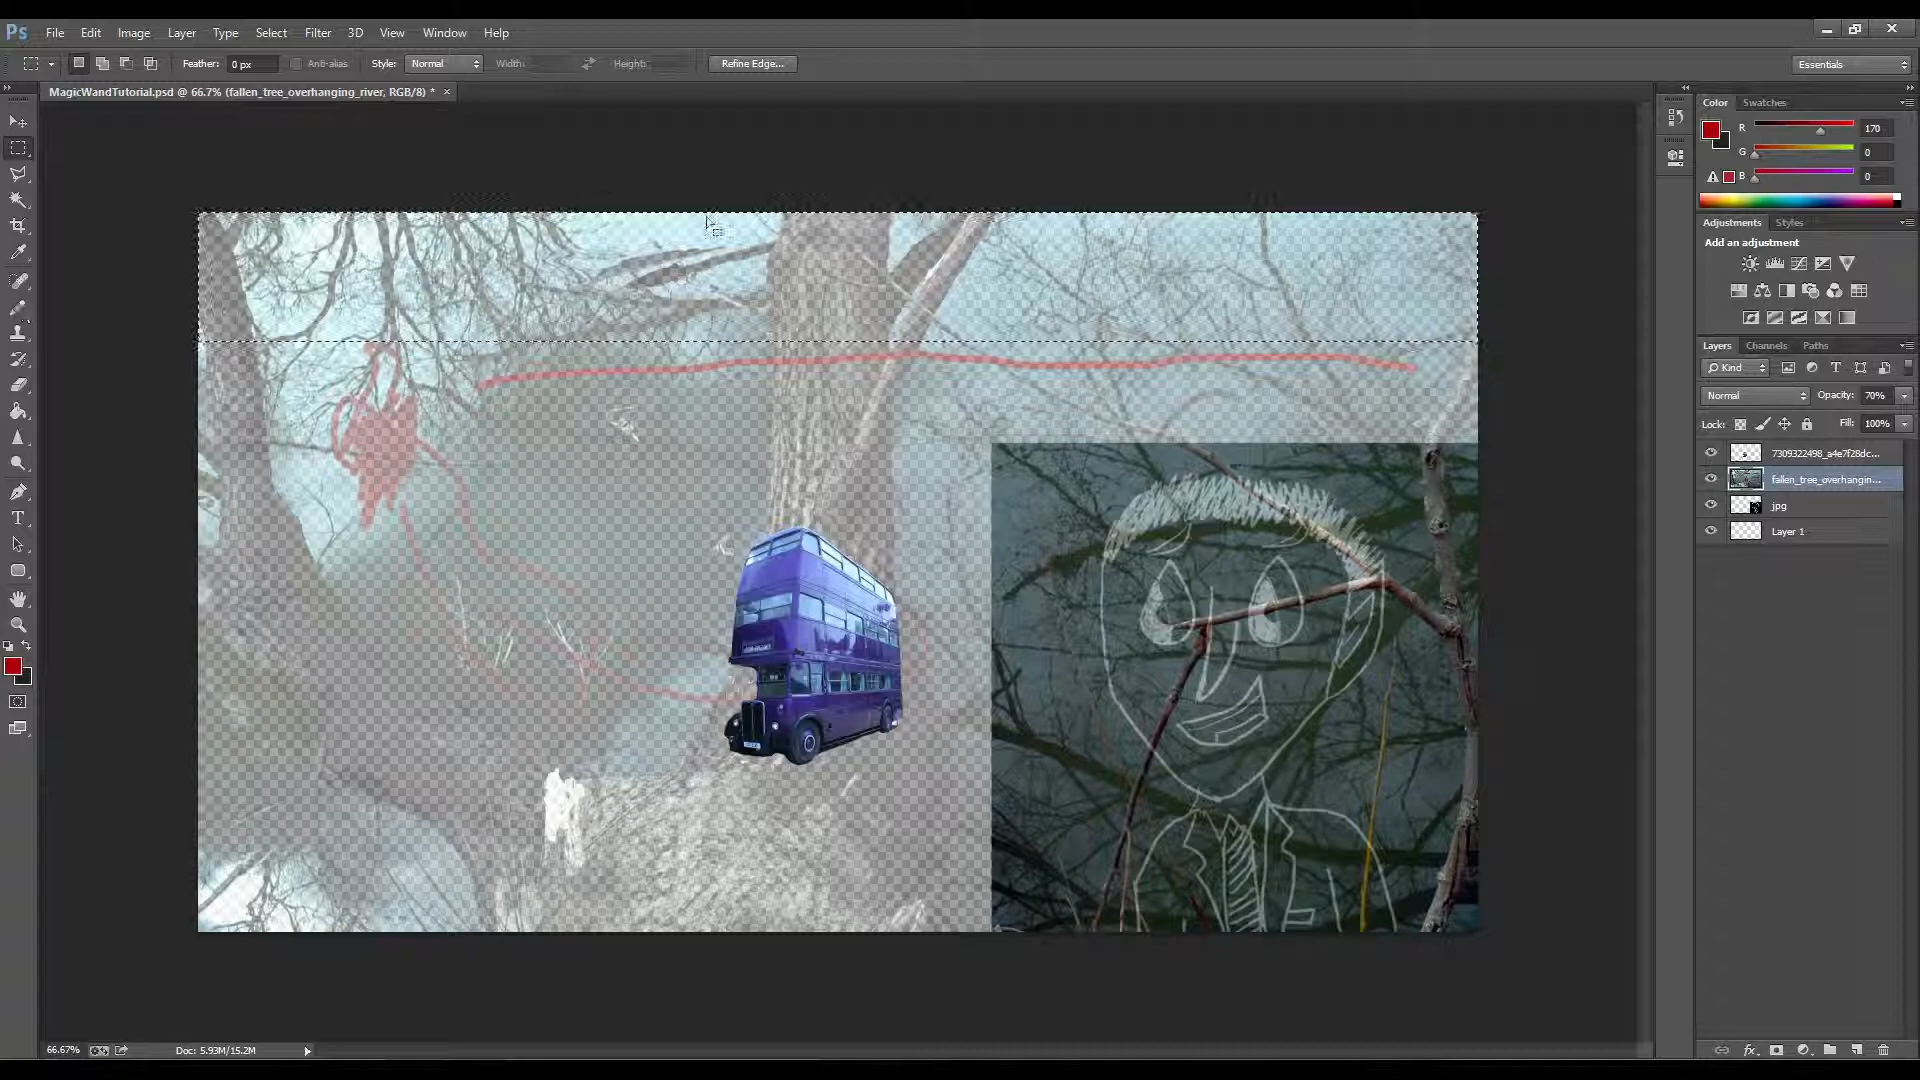 Ps File Edit Image Layer Type Select Filter 3D View Window Help
Feather: 0 px Anti-alias Style: Normal Width: Height: Refine Edge... Essentials
MagicWandTutorial.psd @ 66.7% (fallen_tree_overhanging_river, RGB/8) * ×
Color Swatches
R 170
G 0
B 0
Adjustments Styles
Add an adjustment
Layers Channels Paths
Kind
Normal Opacity: 70%
Lock: Fill: 100%
7309322498_a4e7f28dc...
fallen_tree_overhangin...
jpg
Layer 1
66.67% Doc: 5.93M/15.2M